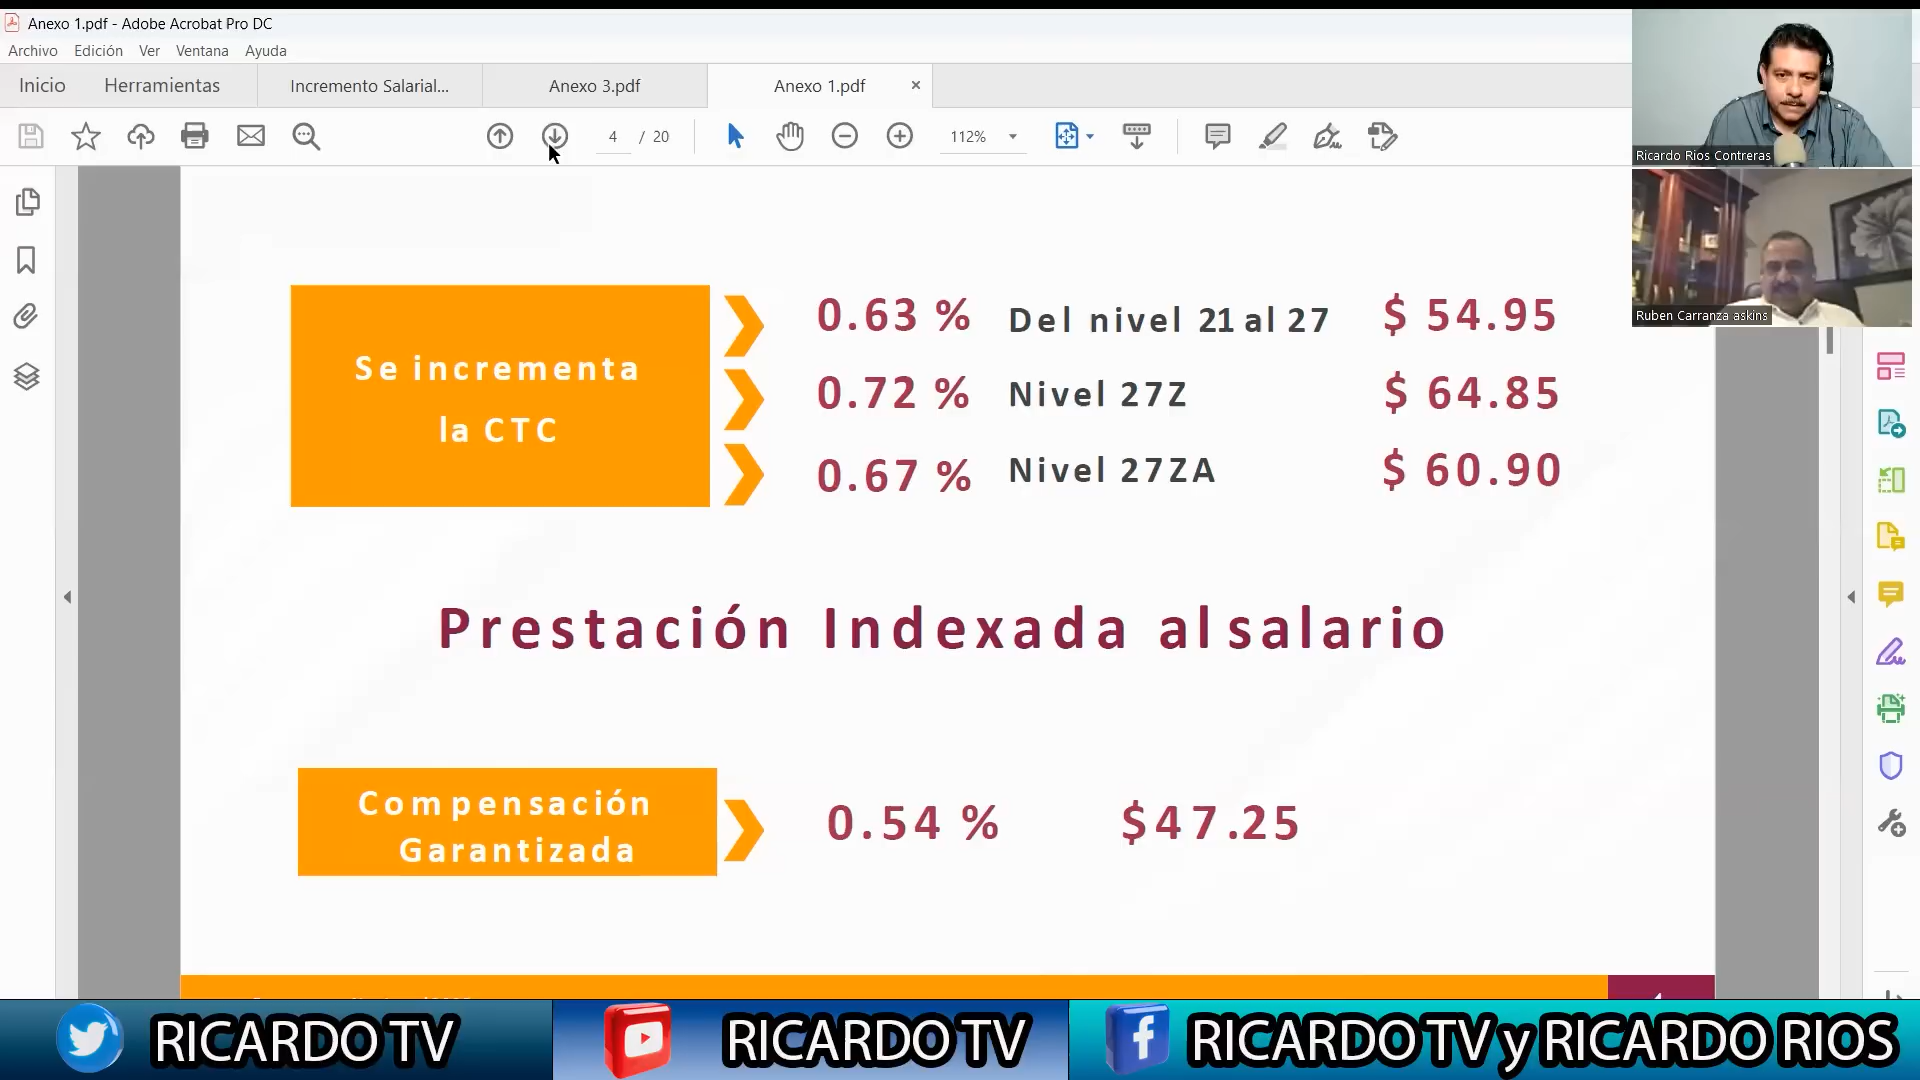 Anexo 1.pdf - Adobe Acrobat Pro DC
Archivo Edición Ver Ventana Ayuda
Inicio Herramientas Incremento Salarial... Anexo 3.pdf Anexo 1.pdf ×
4 / 20 112%
Ricardo Rios Contreras
Ruben Carranza askins
Se incrementa
la CTC
0.63 % Del nivel 21 al 27 $ 54.95
0.72 % Nivel 27Z $ 64.85
0.67 % Nivel 27ZA $ 60.90
Prestación Indexada al salario
Compensación
Garantizada
0.54 % $47.25
RICARDO TV RICARDO TV RICARDO TV y RICARDO RIOS